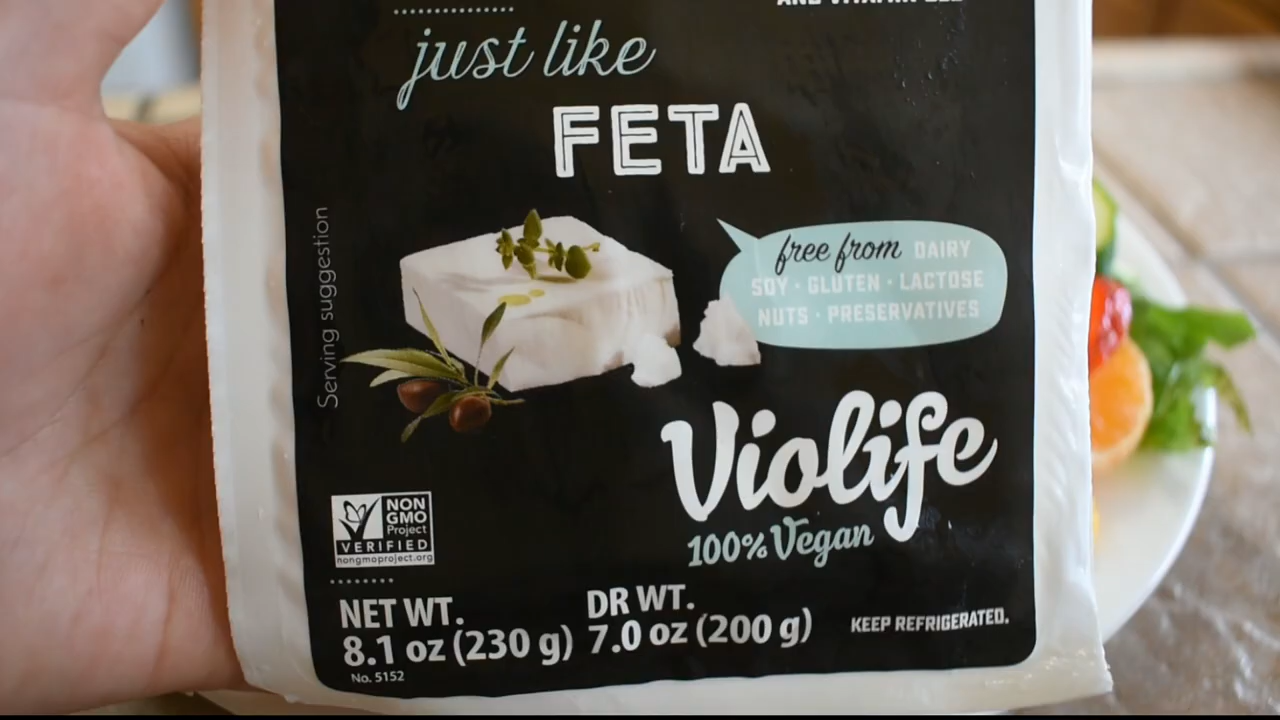 just like
FETA
Serving suggestion
free from DAIRY
SOY · GLUTEN · LACTOSE
NUTS · PRESERVATIVES
Violife
100% Vegan
NON
GMO
Project
VERIFIED
nongmoproject.org
NET WT.
8.1 oz (230 g)
DR WT.
7.0 oz (200 g)
KEEP REFRIGERATED.
No. 5152